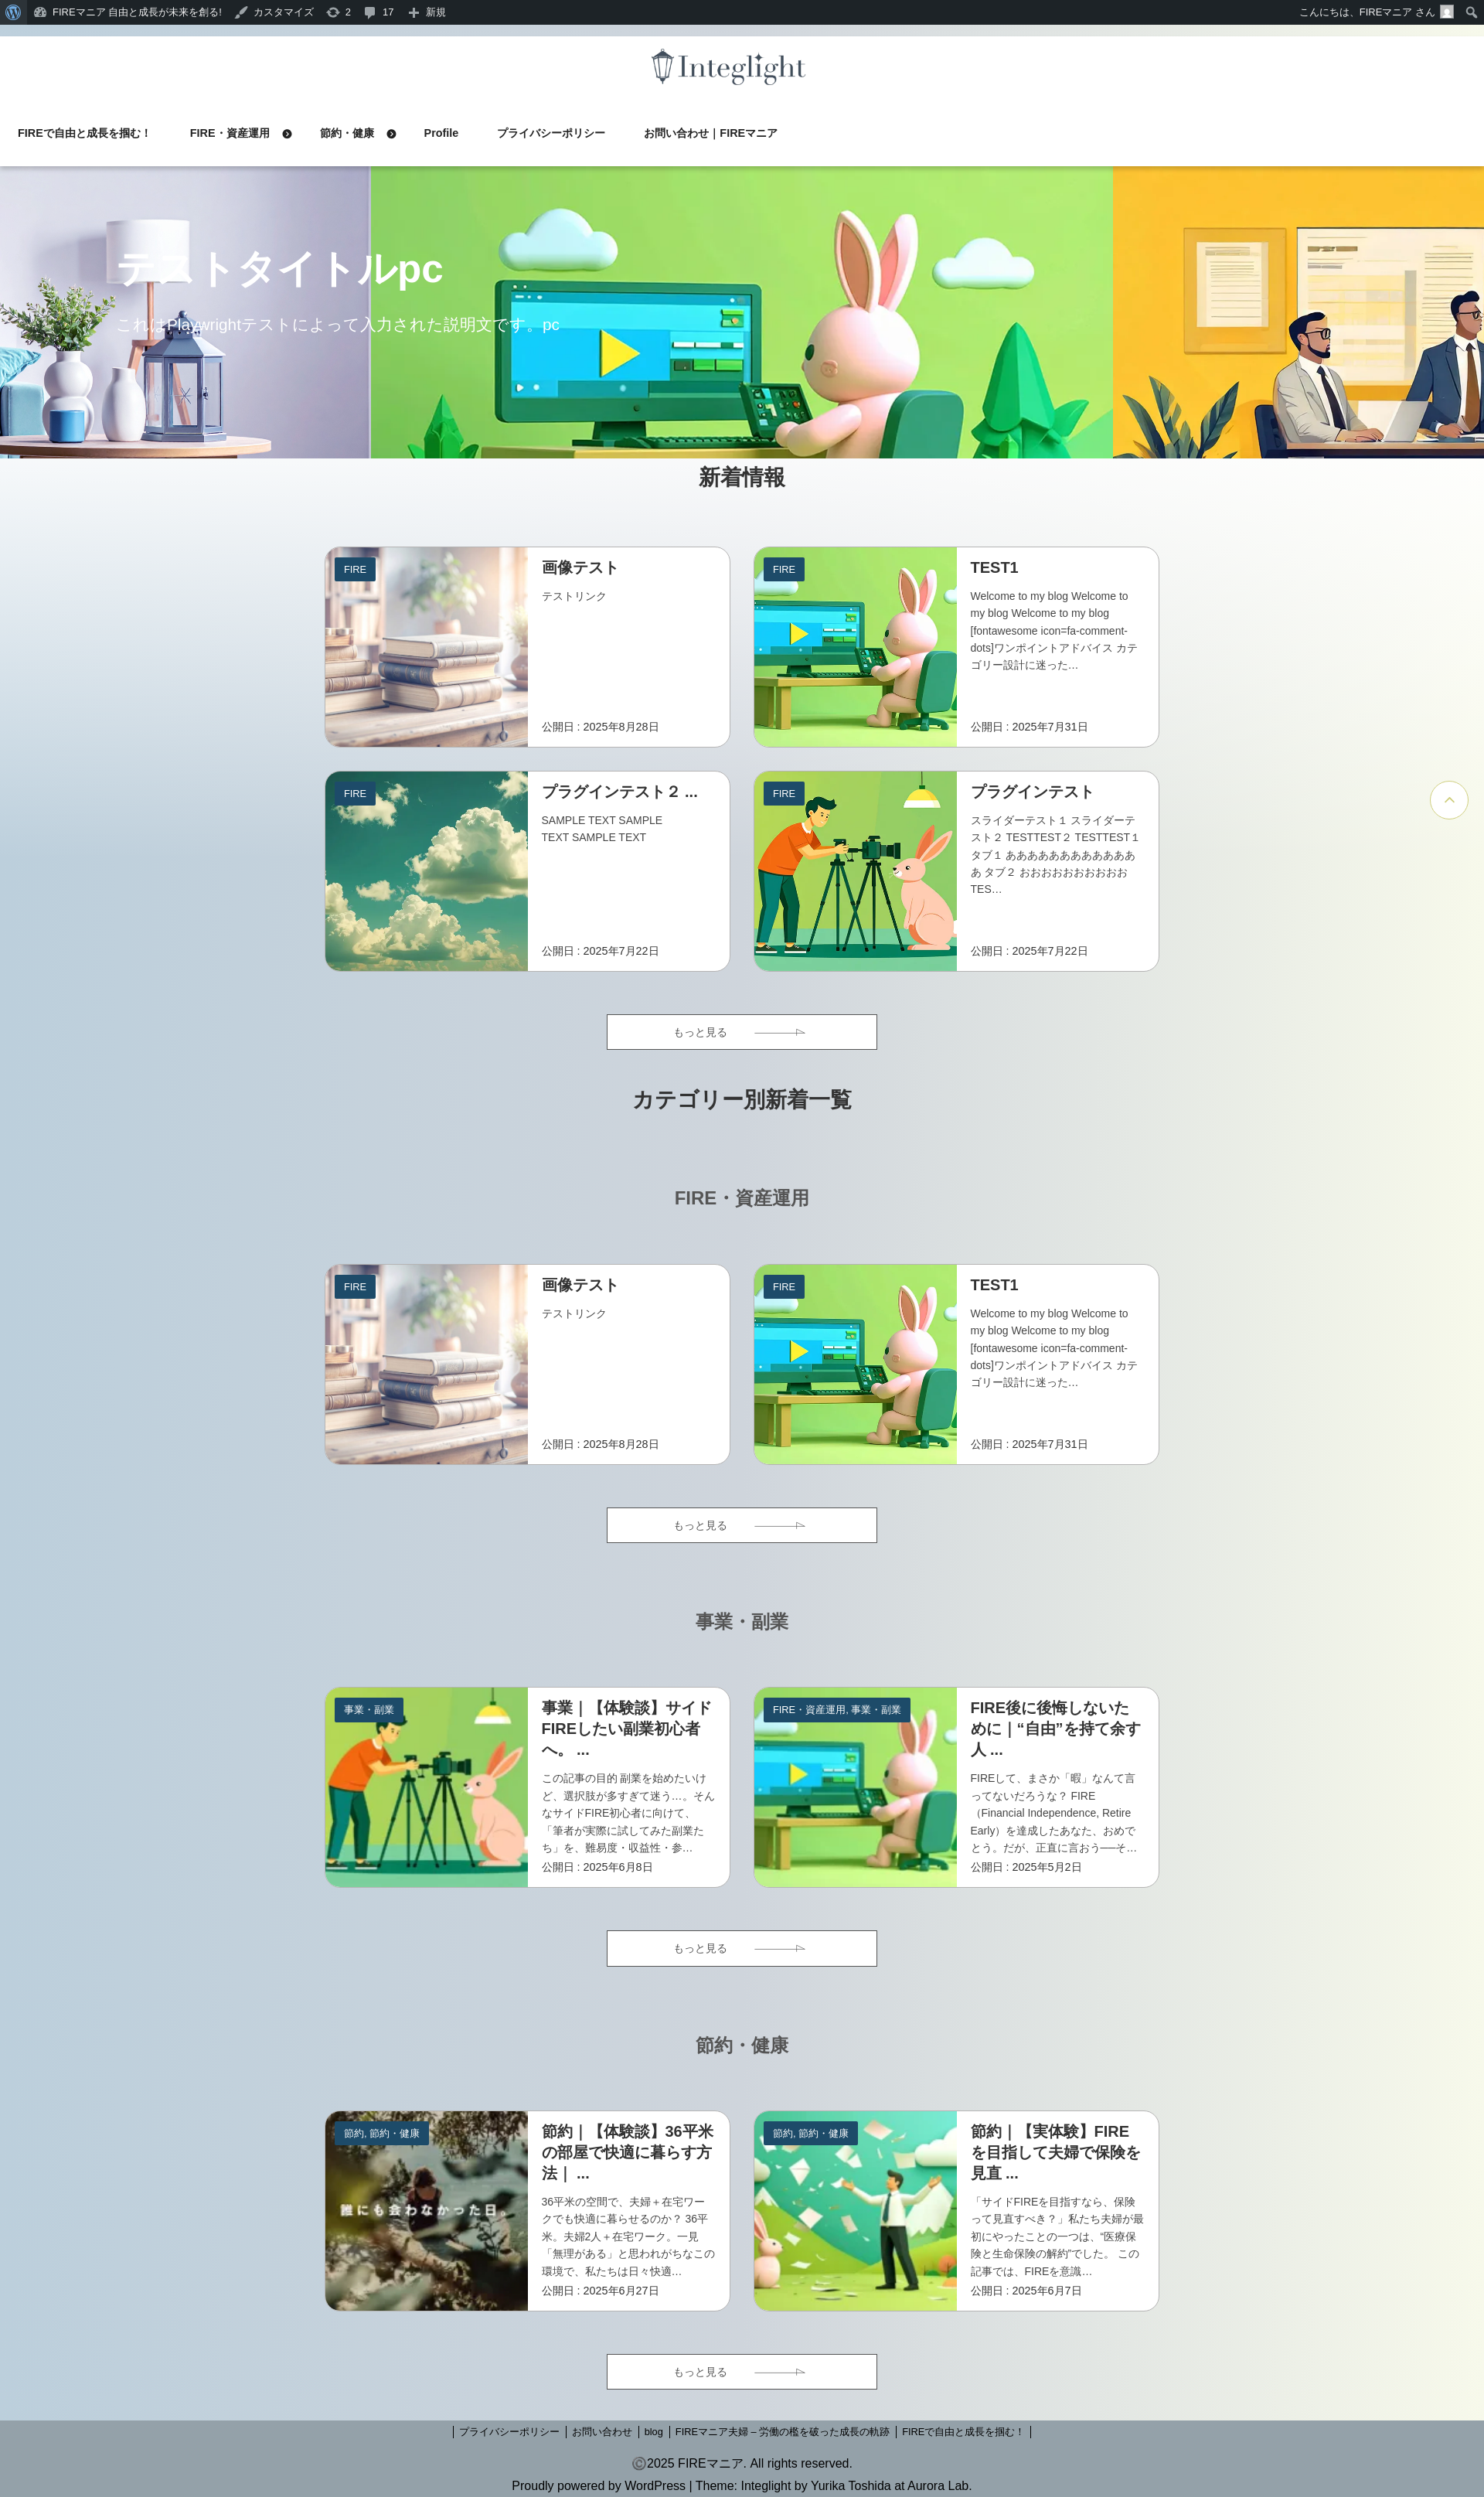 FIREマニア 自由と成長が未来を創る!
カスタマイズ
2
17
新規
こんにちは、FIREマニア さん
Integlight
FIREで自由と成長を掴む！
FIRE・資産運用
節約・健康
Profile
プライバシーポリシー
お問い合わせ｜FIREマニア
テストタイトルpc
これはPlaywrightテストによって入力された説明文です。pc
新着情報
FIRE
画像テスト
テストリンク
公開日 : 2025年8月28日
FIRE
TEST1
Welcome to my blog Welcome to
my blog Welcome to my blog
[fontawesome icon=fa-comment-
dots]ワンポイントアドバイス カテ
ゴリー設計に迷った…
公開日 : 2025年7月31日
FIRE
プラグインテスト２ ...
SAMPLE TEXT SAMPLE
TEXT SAMPLE TEXT
公開日 : 2025年7月22日
FIRE
プラグインテスト
スライダーテスト１ スライダーテ
スト２ TESTTEST２ TESTTEST１
タブ１ ああああああああああああ
あ タブ２ おおおおおおおおおお
TES…
公開日 : 2025年7月22日
もっと見る
カテゴリー別新着一覧
FIRE・資産運用
FIRE
画像テスト
テストリンク
公開日 : 2025年8月28日
FIRE
TEST1
Welcome to my blog Welcome to
my blog Welcome to my blog
[fontawesome icon=fa-comment-
dots]ワンポイントアドバイス カテ
ゴリー設計に迷った…
公開日 : 2025年7月31日
もっと見る
事業・副業
事業・副業
事業｜【体験談】サイド
FIREしたい副業初心者
へ。 ...
この記事の目的 副業を始めたいけ
ど、選択肢が多すぎて迷う…。そん
なサイドFIRE初心者に向けて、
「筆者が実際に試してみた副業た
ち」を、難易度・収益性・参…
公開日 : 2025年6月8日
FIRE・資産運用, 事業・副業
FIRE後に後悔しないた
めに｜“自由”を持て余す
人 ...
FIREして、まさか「暇」なんて言
ってないだろうな？ FIRE
（Financial Independence, Retire
Early）を達成したあなた、おめで
とう。だが、正直に言おう──そ…
公開日 : 2025年5月2日
もっと見る
節約・健康
節約, 節約・健康
誰にも会わなかった日。
節約｜【体験談】36平米
の部屋で快適に暮らす方
法｜ ...
36平米の空間で、夫婦＋在宅ワー
クでも快適に暮らせるのか？ 36平
米。夫婦2人＋在宅ワーク。一見
「無理がある」と思われがちなこの
環境で、私たちは日々快適…
公開日 : 2025年6月27日
節約, 節約・健康
節約｜【実体験】FIRE
を目指して夫婦で保険を
見直 ...
「サイドFIREを目指すなら、保険
って見直すべき？」私たち夫婦が最
初にやったことの一つは、“医療保
険と生命保険の解約”でした。 この
記事では、FIREを意識…
公開日 : 2025年6月7日
もっと見る
プライバシーポリシー
お問い合わせ
blog
FIREマニア夫婦 – 労働の檻を破った成長の軌跡
FIREで自由と成長を掴む！
©2025 FIREマニア. All rights reserved.
Proudly powered by WordPress | Theme: Integlight by Yurika Toshida at Aurora Lab.